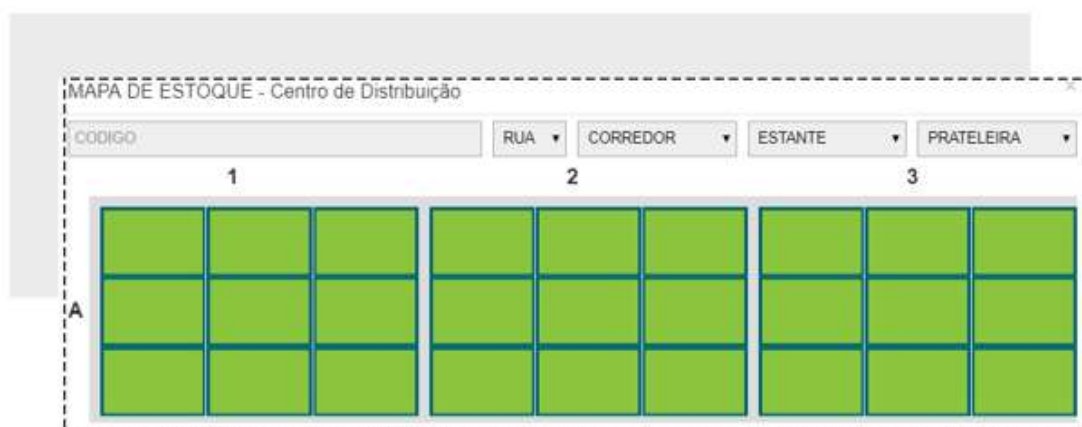 MAPA DE ESTOQUE - Centro de Distribuição
CODIGO RUA CORREDOR ESTANTE PRATELEIRA
1 2 3
A